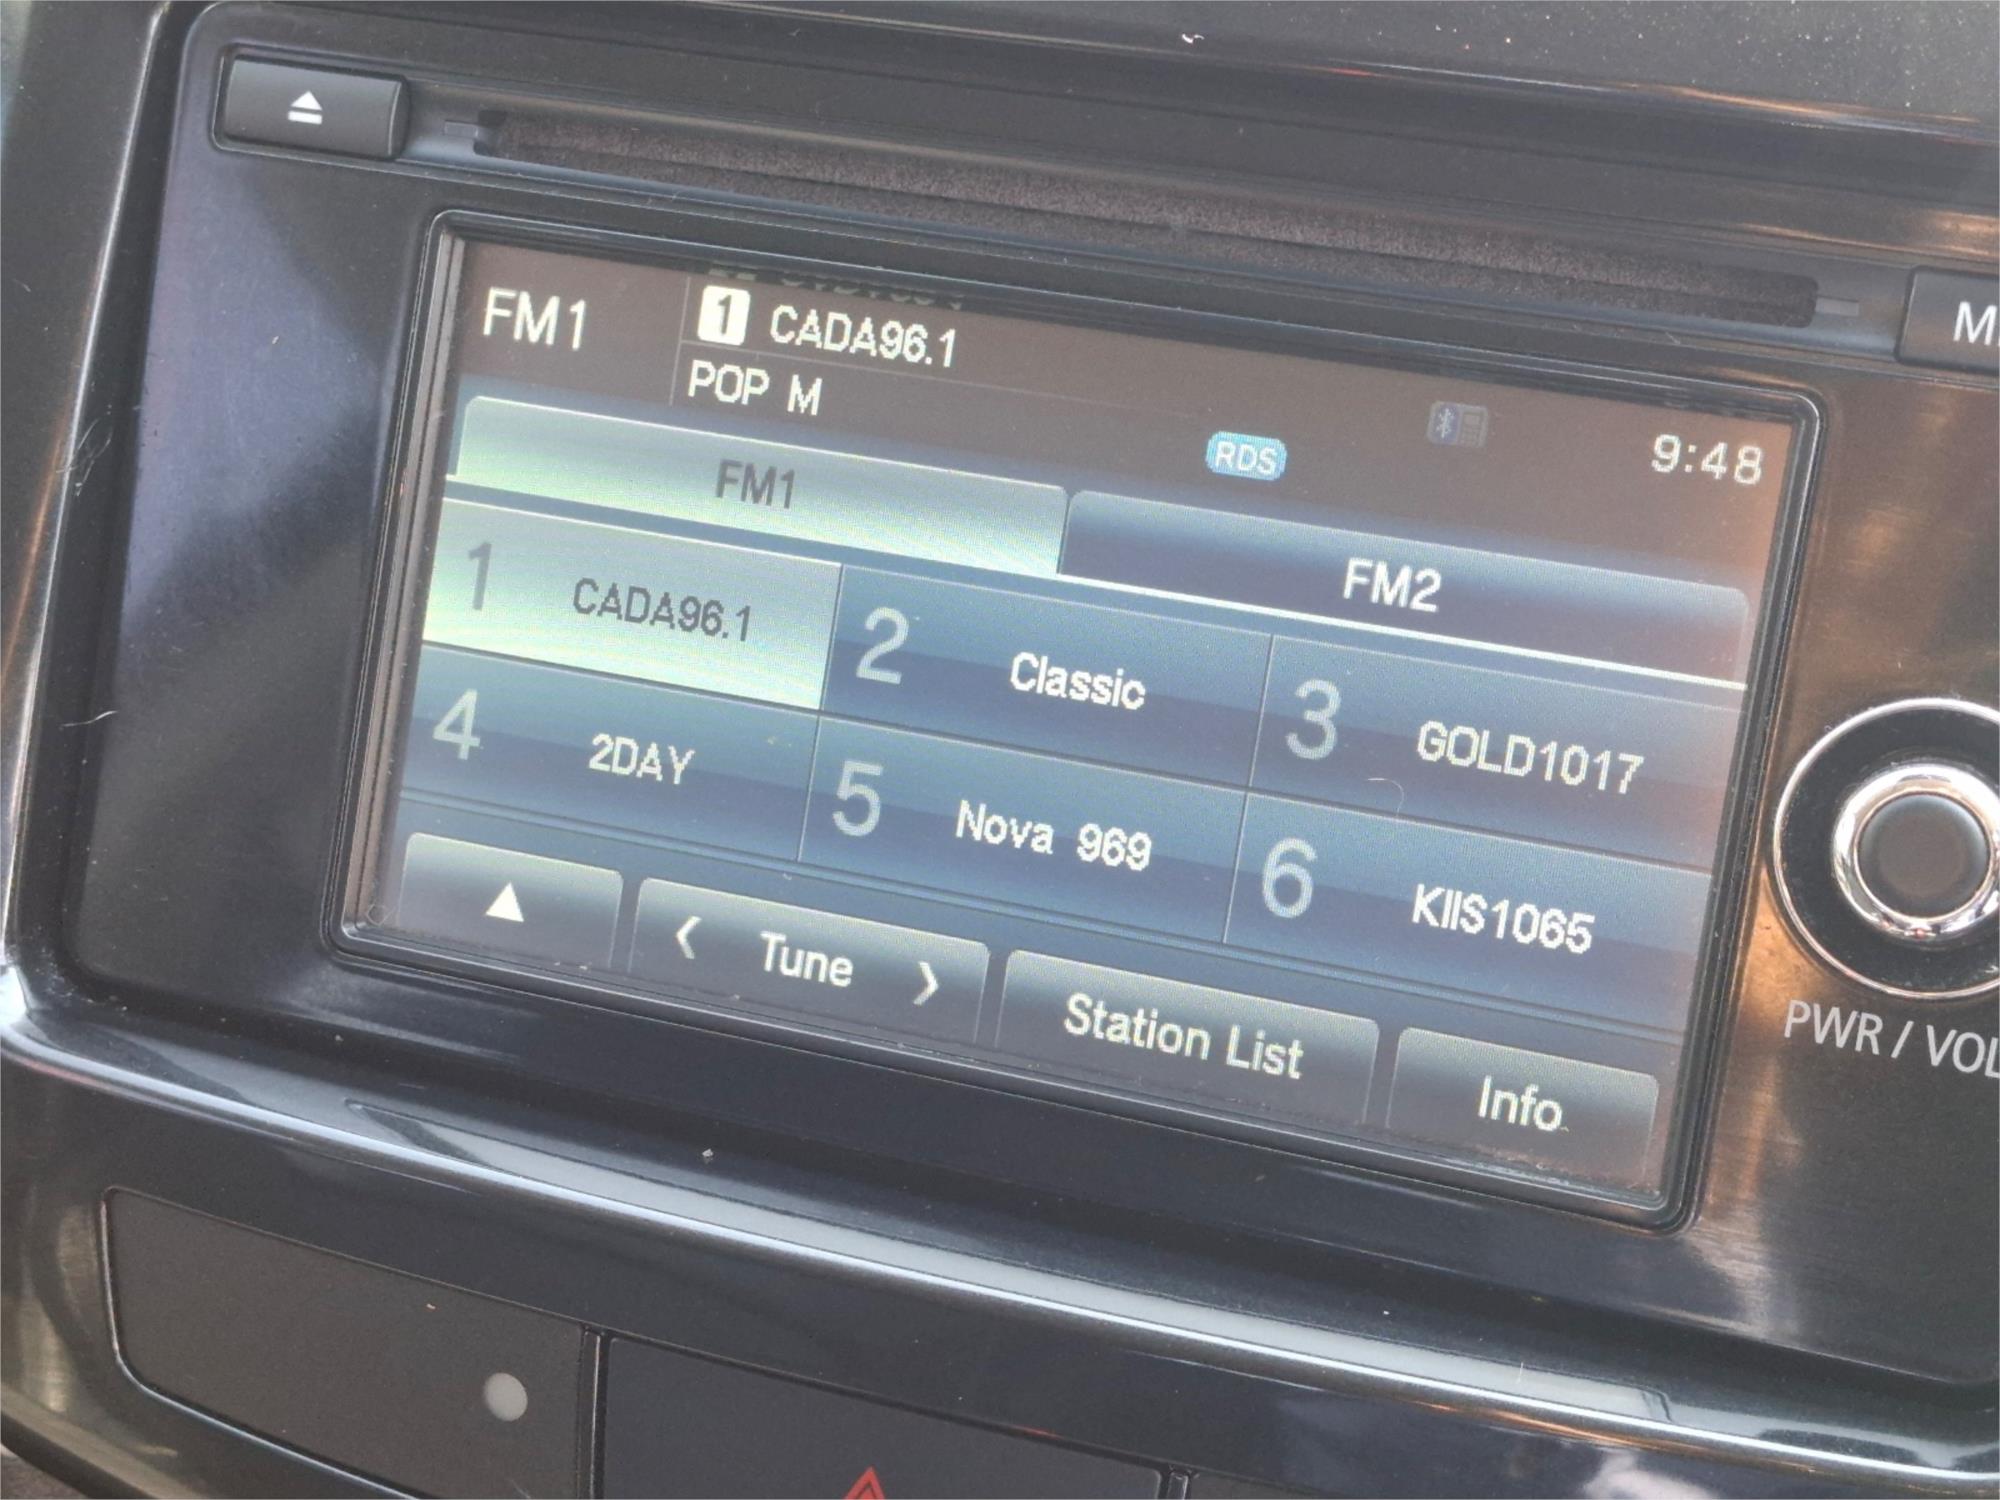 FM1
1 CADA96.1
POP M
RDS
9:48
FM1
FM2
1 CADA96.1
2 Classic
3 GOLD1017
4 2DAY
5 Nova 969
6 KIIS1065
Tune
Station List
Info
PWR / VOL